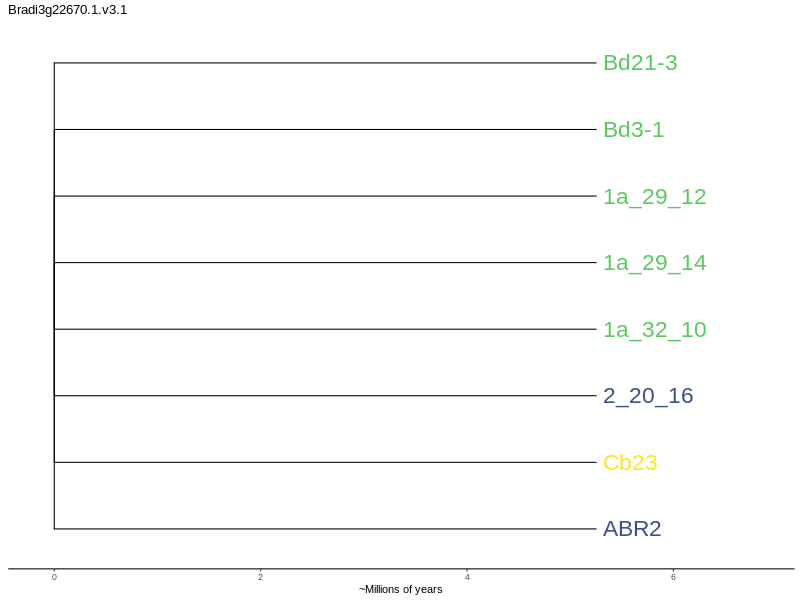 Bradi3g22670.1.v3.1
Bd21-3
Bd3-1
1a_29_12
1a_29_14
1a_32_10
2_20_16
Cb23
ABR2
0 2 4 6
~Millions of years